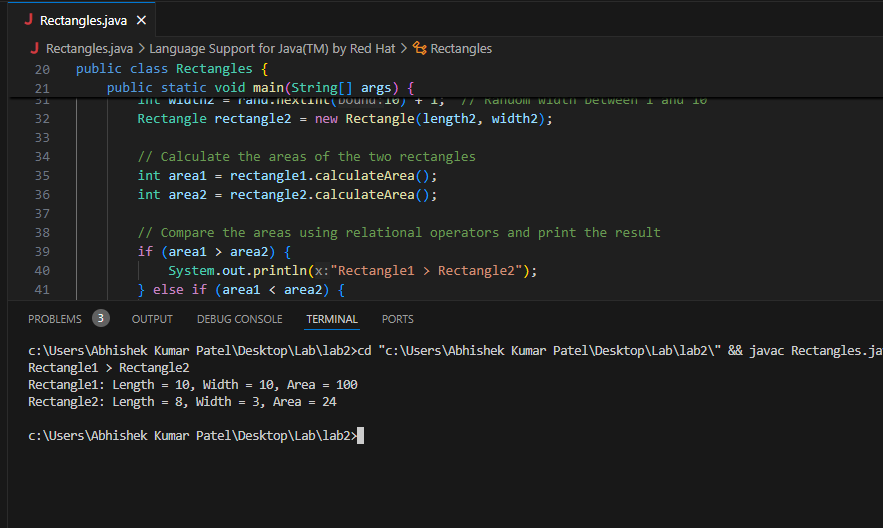 Rectangles.java
Rectangles.java > Language Support for Java(TM) by Red Hat > Rectangles
20 public class Rectangles {
21 public static void main(String[] args) {
31 int width2 = rand.nextInt(bound:10) + 1; // Random width between 1 and 10
32 Rectangle rectangle2 = new Rectangle(length2, width2);
33
34 // Calculate the areas of the two rectangles
35 int area1 = rectangle1.calculateArea();
36 int area2 = rectangle2.calculateArea();
37
38 // Compare the areas using relational operators and print the result
39 if (area1 > area2) {
40 System.out.println(x:"Rectangle1 > Rectangle2");
41 } else if (area1 < area2) {
PROBLEMS 3 OUTPUT DEBUG CONSOLE TERMINAL PORTS
c:\Users\Abhishek Kumar Patel\Desktop\Lab\lab2>cd "c:\Users\Abhishek Kumar Patel\Desktop\Lab\lab2\" && javac Rectangles.ja
Rectangle1 > Rectangle2
Rectangle1: Length = 10, Width = 10, Area = 100
Rectangle2: Length = 8, Width = 3, Area = 24
c:\Users\Abhishek Kumar Patel\Desktop\Lab\lab2>